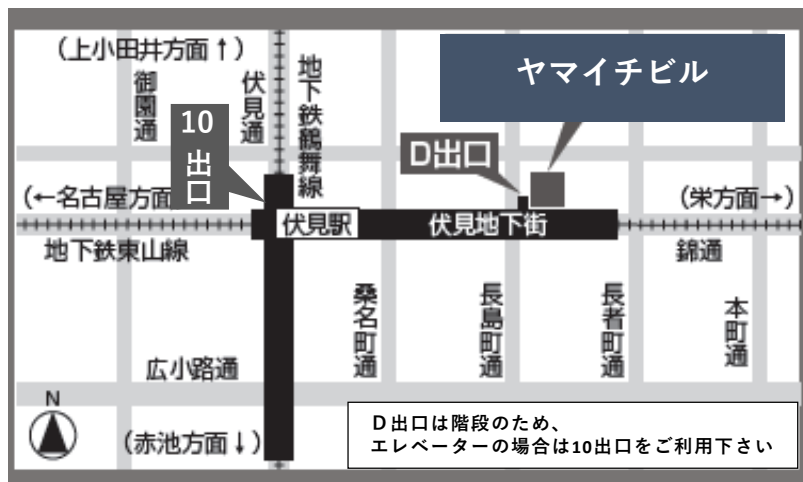 (上小田井方面↑)
御園通
伏見通
地下鉄鶴舞線
ヤマイチビル
10
出口
D出口
(←名古屋方面
(栄方面→)
伏見駅
伏見地下街
地下鉄東山線
錦通
桑名町通
長島町通
長者町通
本町通
広小路通
N
(赤池方面↓)
D出口は階段のため、
エレベーターの場合は10出口をご利用下さい